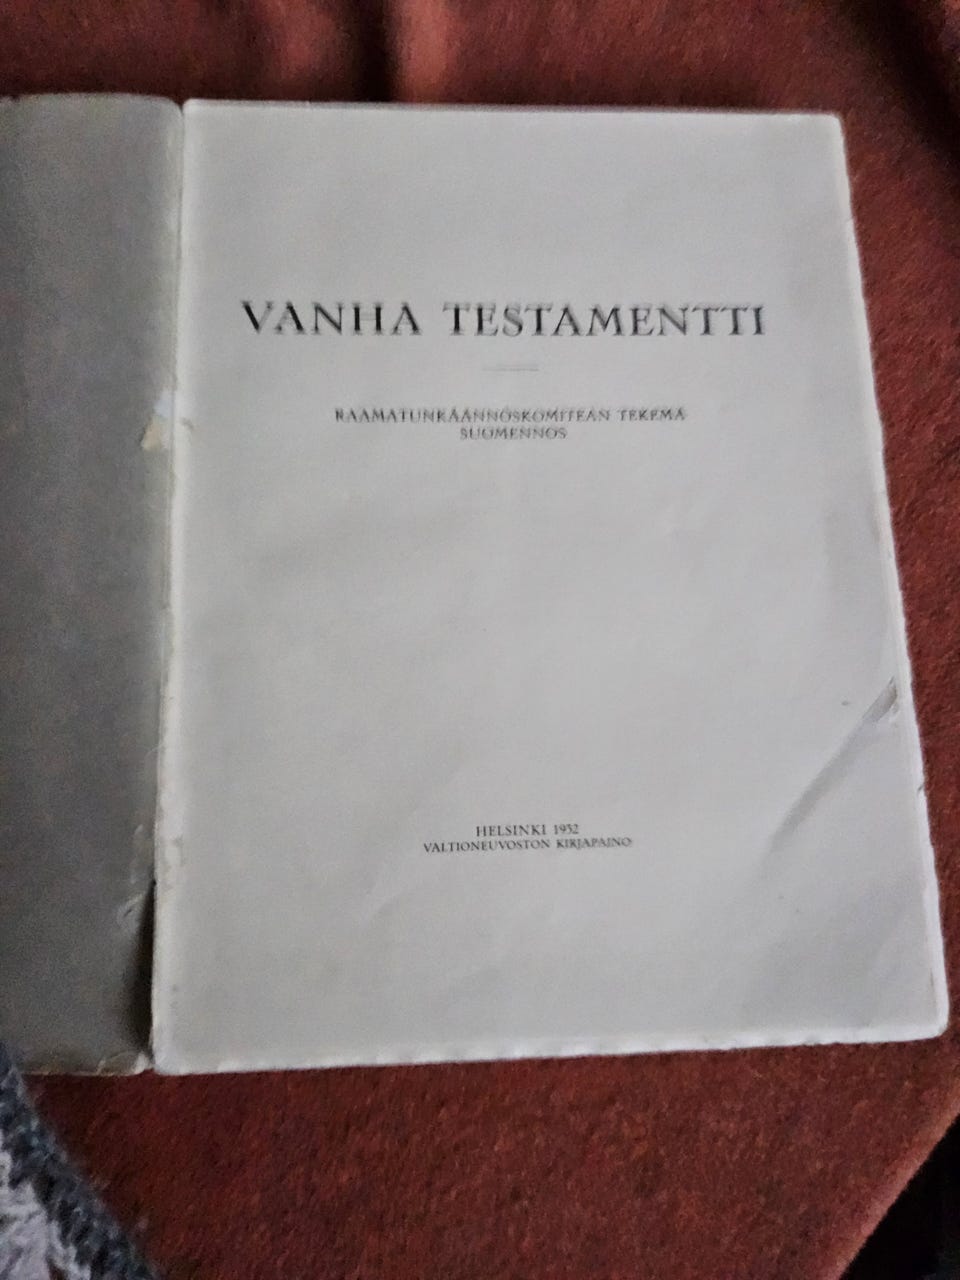 VANHA TESTAMENTTI
RAAMATUNKÄÄNNÖSKOMITEAN TEKEMÄ
SUOMENNOS
HELSINKI 1932
VALTIONEUVOSTON KIRJAPAINO